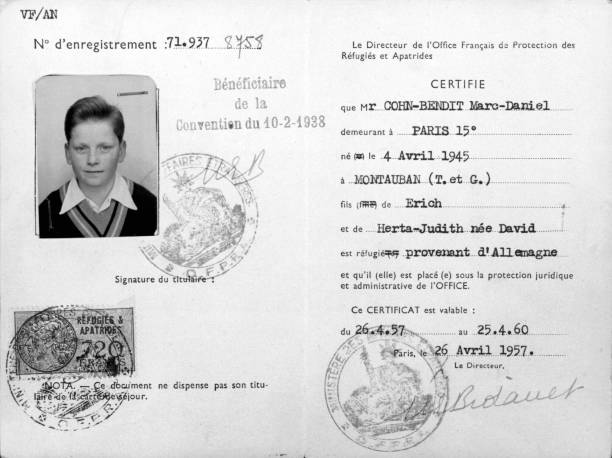 VF/AN
N° d'enregistrement : 71.937 8758
Bénéficiaire
de la
Convention du 10-2-1938
Signature du titulaire :
RÉFUGIÉS &
APATRIDES
720
NOTA. — Ce document ne dispense pas son titu-
laire de la carte de séjour.
Le Directeur de l'Office Français de Protection des
Réfugiés et Apatrides
CERTIFIE
que Mr COHN-BENDIT Marc-Daniel
demeurant à PARIS 15°
né le 4 Avril 1945
à MONTAUBAN (T. et G.)
fils de Erich
et de Herta-Judith née David
est réfugié provenant d'Allemagne
et qu'il (elle) est placé (e) sous la protection juridique
et administrative de l'OFFICE.
Ce CERTIFICAT est valable :
du 26.4.57 au 25.4.60
Paris, le 26 Avril 1957.
Le Directeur,